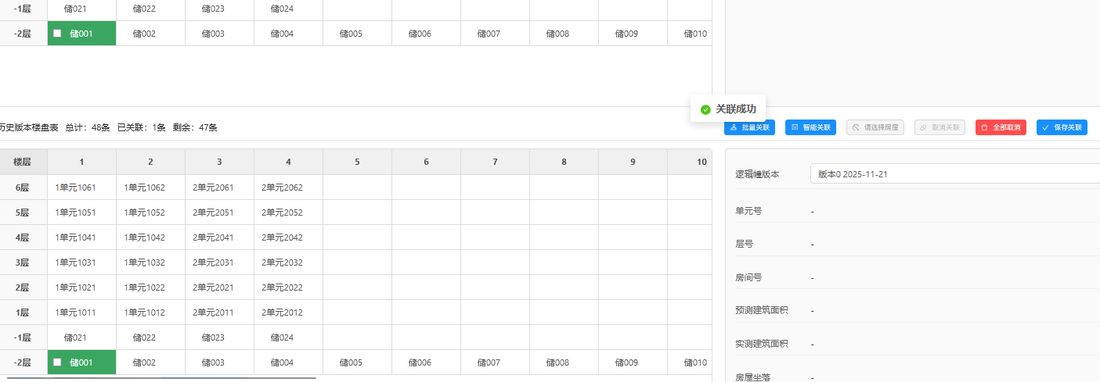 -1层 储021 储022 储023 储024
-2层 储001 储002 储003 储004 储005 储006 储007 储008 储009 储010
关联成功
历史版本楼盘表 总计：48条 已关联：1条 剩余：47条
批量关联 智能关联 请选择房屋 取消关联 全部取消 保存关联
楼层 1 2 3 4 5 6 7 8 9 10
6层 1单元1061 1单元1062 2单元2061 2单元2062
5层 1单元1051 1单元1052 2单元2051 2单元2052
4层 1单元1041 1单元1042 2单元2041 2单元2042
3层 1单元1031 1单元1032 2单元2031 2单元2032
2层 1单元1021 1单元1022 2单元2021 2单元2022
1层 1单元1011 1单元1012 2单元2011 2单元2012
-1层 储021 储022 储023 储024
-2层 储001 储002 储003 储004 储005 储006 储007 储008 储009 储010
逻辑幢版本 版本0 2025-11-21
单元号 -
层号 -
房间号 -
预测建筑面积 -
实测建筑面积 -
房屋坐落 -